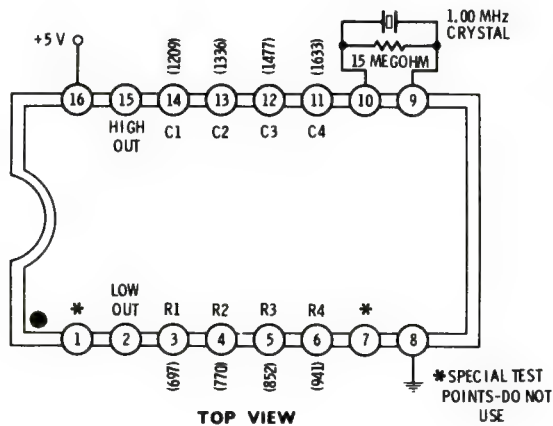 1.00 MHz
CRYSTAL
+5 V
(1209)
(1336)
(1477)
(1633)
15 MEGOHM
16
15
14
13
12
11
10
9
HIGH
OUT
C1
C2
C3
C4
LOW
OUT
*
R1
R2
R3
R4
*
1
2
3
4
5
6
7
8
(697)
(770)
(852)
(941)
*SPECIAL TEST
POINTS-DO NOT
USE
TOP VIEW